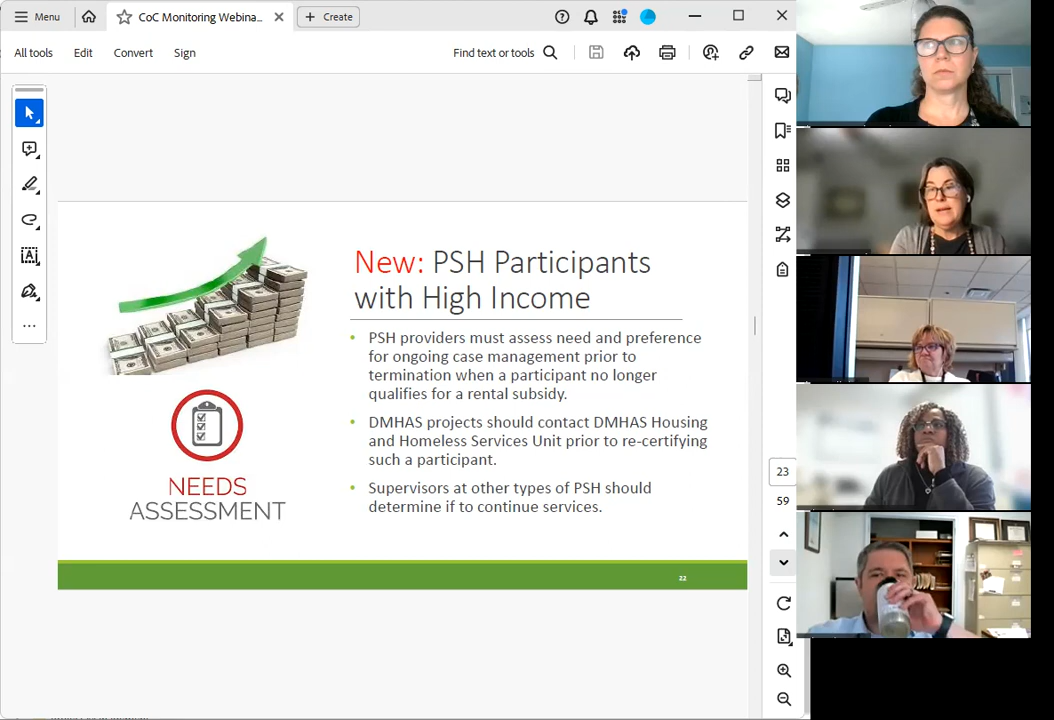 Menu
CoC Monitoring Webina...
Create
All tools
Edit
Convert
Sign
Find text or tools
New: PSH Participants
with High Income
• PSH providers must assess need and preference
for ongoing case management prior to
termination when a participant no longer
qualifies for a rental subsidy.
• DMHAS projects should contact DMHAS Housing
and Homeless Services Unit prior to re-certifying
such a participant.
• Supervisors at other types of PSH should
determine if to continue services.
NEEDS
ASSESSMENT
22
23
59